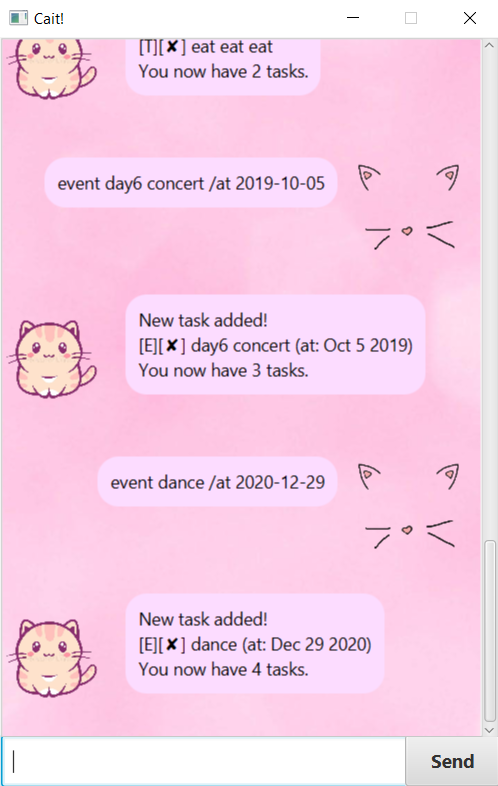 Cait!
[T][✘] eat eat eat
You now have 2 tasks.
event day6 concert /at 2019-10-05
New task added!
[E][✘] day6 concert (at: Oct 5 2019)
You now have 3 tasks.
event dance /at 2020-12-29
New task added!
[E][✘] dance (at: Dec 29 2020)
You now have 4 tasks.
Send